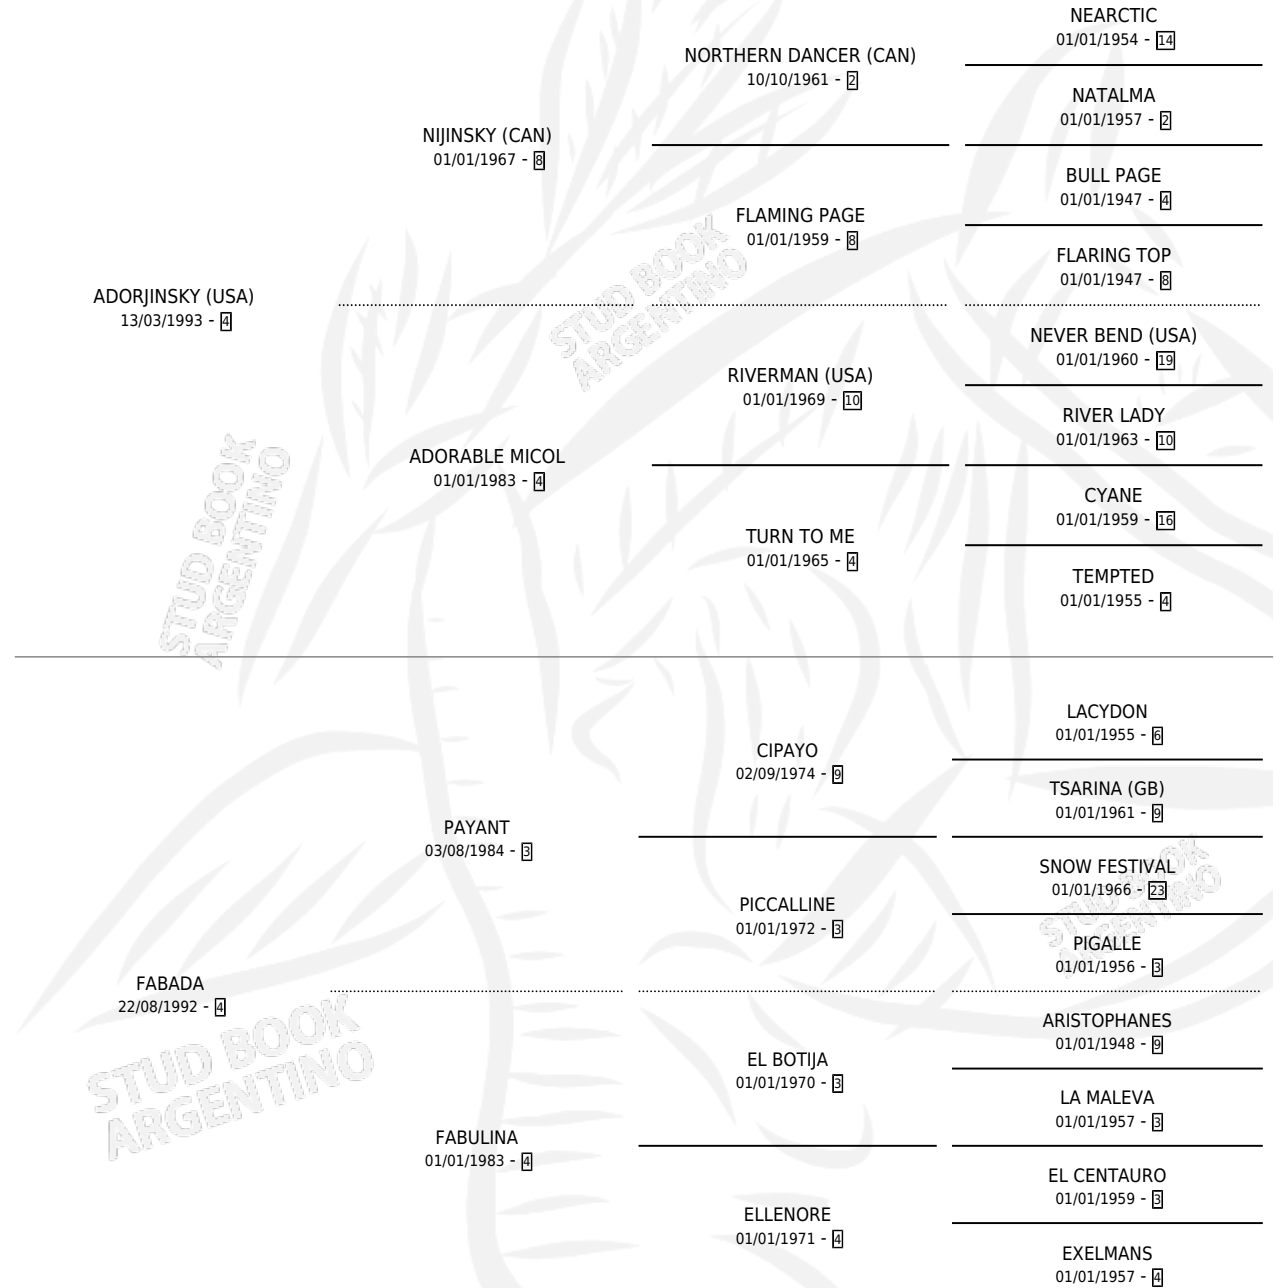 NEARCTIC
01/01/1954 - 14
NORTHERN DANCER (CAN)
10/10/1961 - 2
NATALMA
01/01/1957 - 2
NIJINSKY (CAN)
01/01/1967 - 8
BULL PAGE
01/01/1947 - 4
FLAMING PAGE
01/01/1959 - 8
FLARING TOP
01/01/1947 - 8
ADORJINSKY (USA)
13/03/1993 - 4
NEVER BEND (USA)
01/01/1960 - 19
RIVERMAN (USA)
01/01/1969 - 10
RIVER LADY
01/01/1963 - 10
ADORABLE MICOL
01/01/1983 - 4
CYANE
01/01/1959 - 16
TURN TO ME
01/01/1965 - 4
TEMPTED
01/01/1955 - 4
STUD BOOK
ARGENTINO
STUD BOOK
ARGENTINO
LACYDON
01/01/1955 - 6
CIPAYO
02/09/1974 - 9
TSARINA (GB)
01/01/1961 - 9
PAYANT
03/08/1984 - 3
SNOW FESTIVAL
01/01/1966 - 23
PICCALLINE
01/01/1972 - 3
PIGALLE
01/01/1956 - 3
FABADA
22/08/1992 - 4
ARISTOPHANES
01/01/1948 - 9
EL BOTIJA
01/01/1970 - 3
LA MALEVA
01/01/1957 - 3
FABULINA
01/01/1983 - 4
EL CENTAURO
01/01/1959 - 3
ELLENORE
01/01/1971 - 4
EXELMANS
01/01/1957 - 4
STUD BOOK
ARGENTINO
STUD BOOK
ARGENTINO